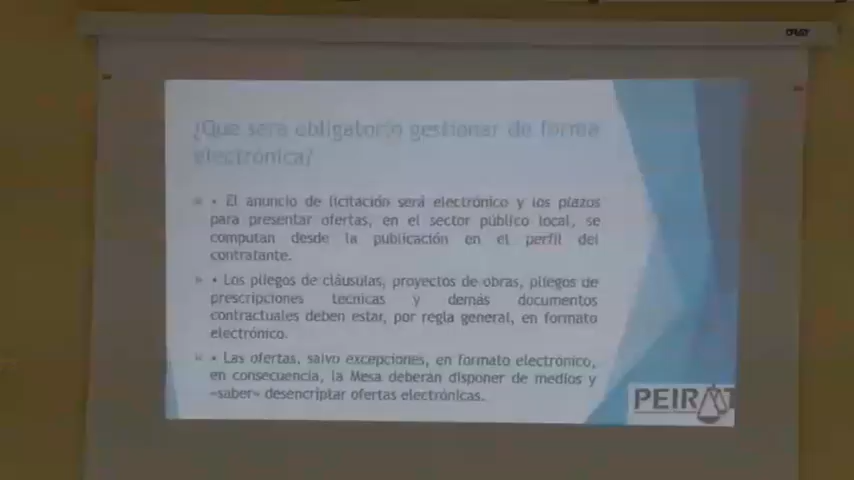 ¿Que será obligatorio gestionar de forma
electrónica?
• El anuncio de licitación será electrónico y los plazos
para presentar ofertas, en el sector público local, se
computan desde la publicación en el perfil del
contratante.
• Los pliegos de cláusulas, proyectos de obras, pliegos de
prescripciones tecnicas y demás documentos
contractuales deben estar, por regla general, en formato
electrónico.
• Las ofertas, salvo excepciones, en formato electrónico,
en consecuencia, la Mesa deberán disponer de medios y
«saber» desencriptar ofertas electrónicas.